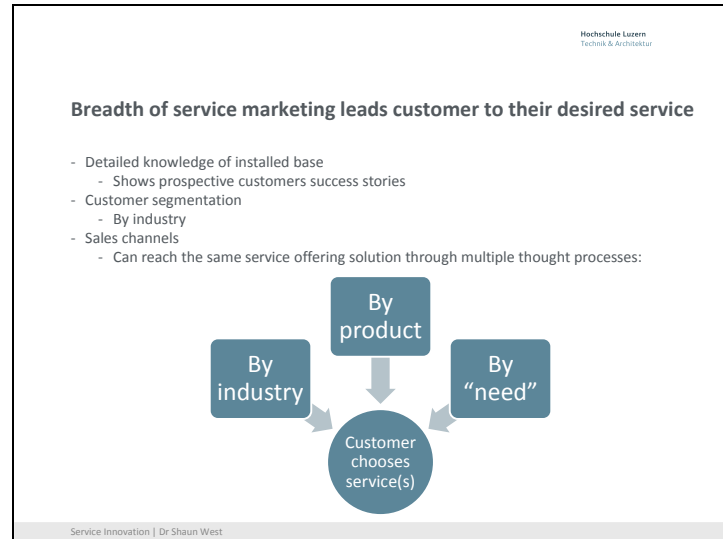 Hochschule Luzern
Technik & Architektur
Breadth of service marketing leads customer to their desired service
- Detailed knowledge of installed base
- Shows prospective customers success stories
- Customer segmentation
- By industry
- Sales channels
- Can reach the same service offering solution through multiple thought processes:
By
product
By
industry
By
“need”
Customer
chooses
service(s)
Service Innovation | Dr Shaun West